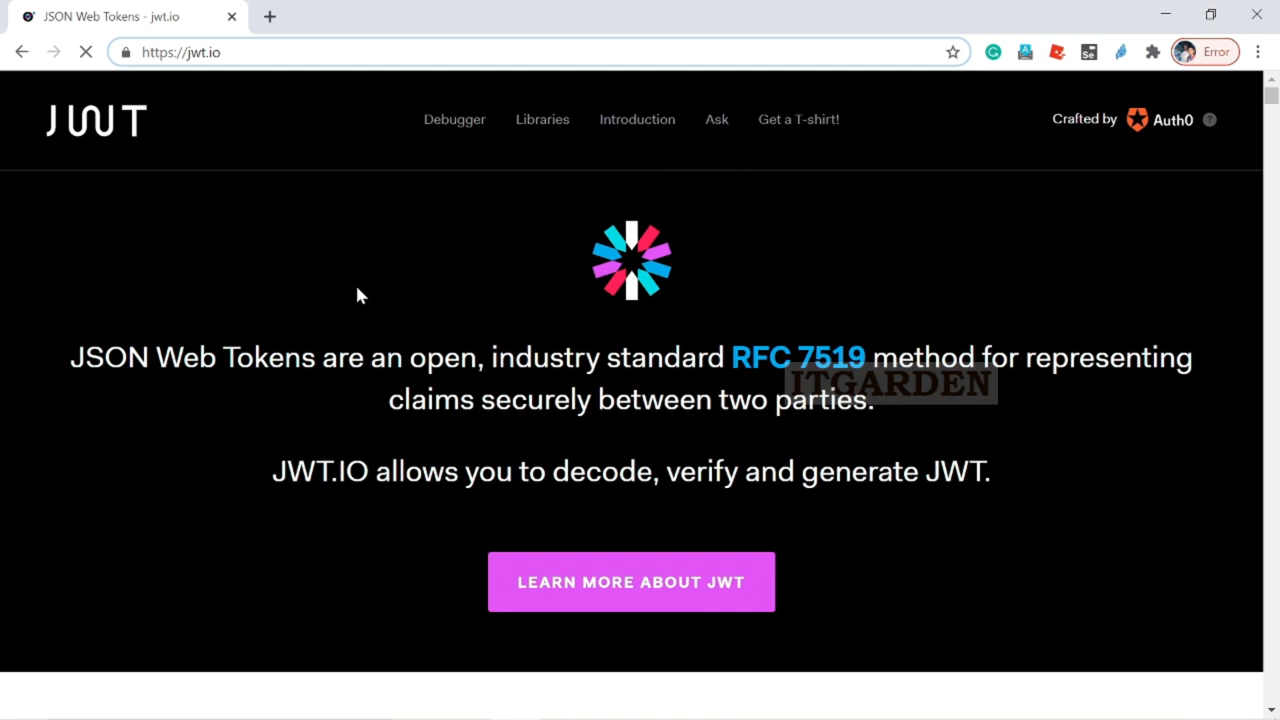 JSON Web Tokens - jwt.io
https://jwt.io
Se
Error
JWT
Debugger
Libraries
Introduction
Ask
Get a T-shirt!
Crafted by
Auth0
?
JSON Web Tokens are an open, industry standard RFC 7519 method for representing
claims securely between two parties.
ITGARDEN
JWT.IO allows you to decode, verify and generate JWT.
LEARN MORE ABOUT JWT